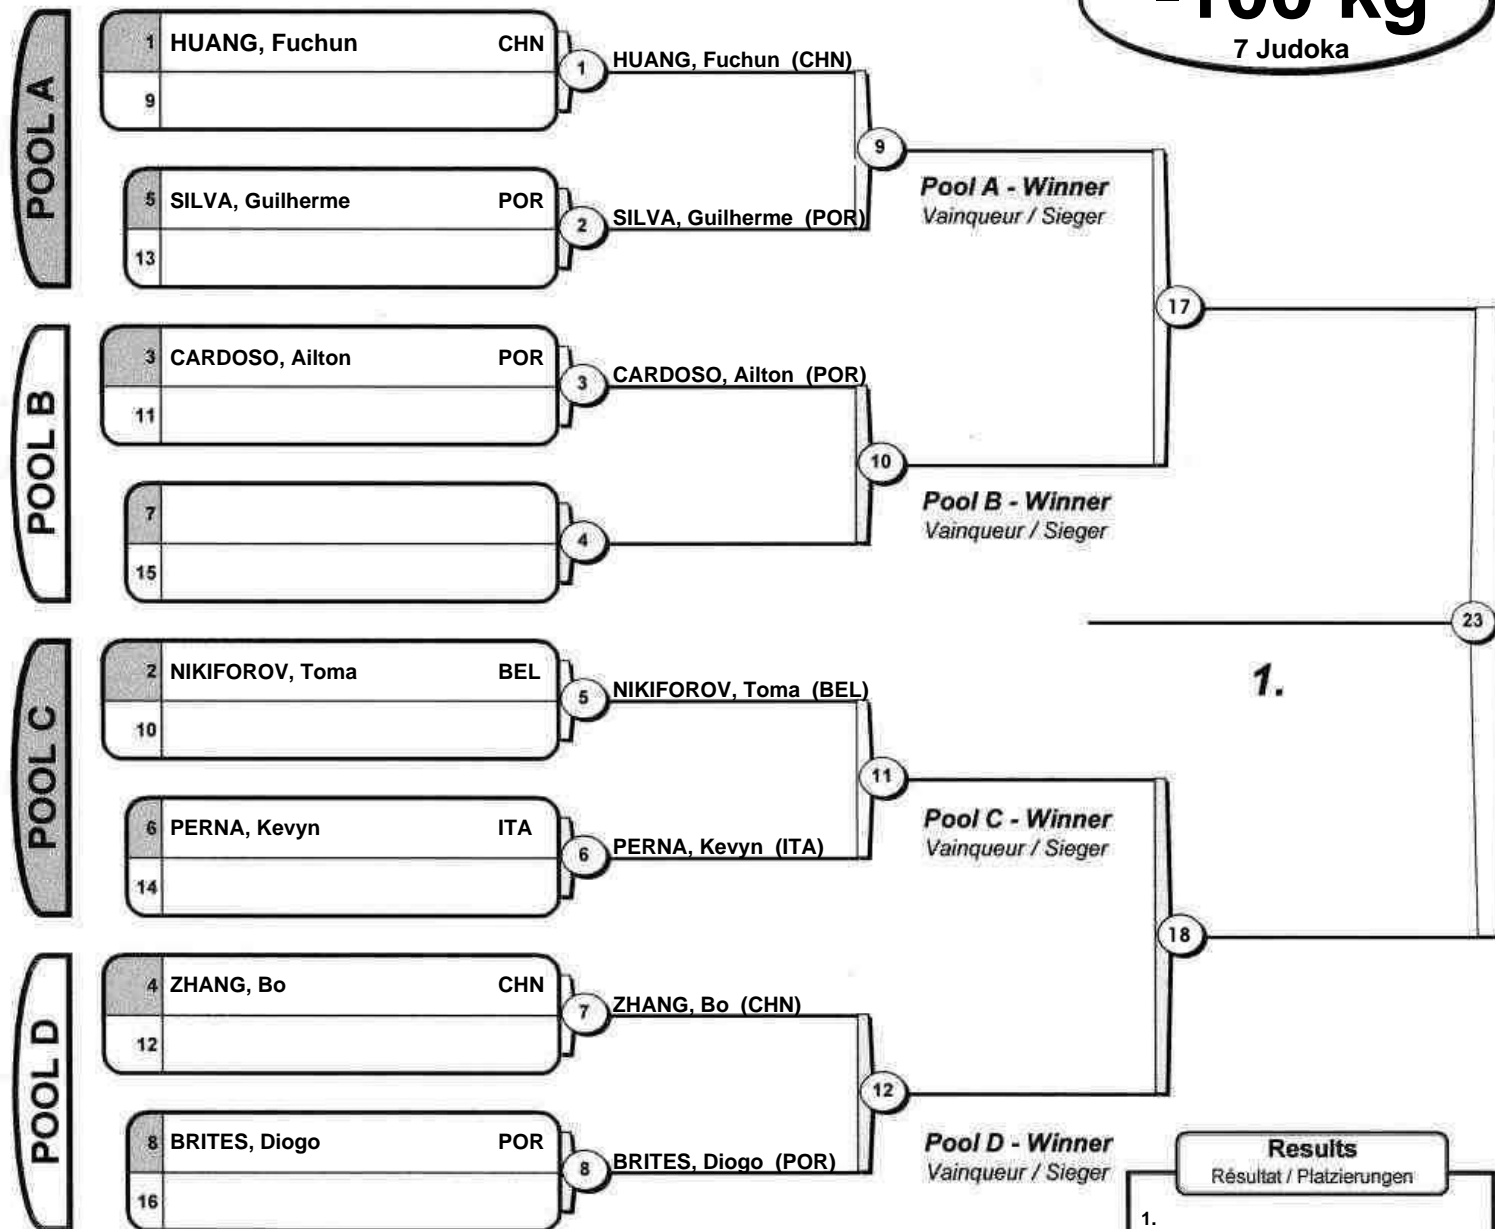 -100 kg
7 Judoka
POOL A
1 HUANG, Fuchun CHN
9
1
HUANG, Fuchun (CHN)
5 SILVA, Guilherme POR
13
2
SILVA, Guilherme (POR)
9
Pool A - Winner
Vainqueur / Sieger
17
POOL B
3 CARDOSO, Ailton POR
11
3
CARDOSO, Ailton (POR)
7
15
4
10
Pool B - Winner
Vainqueur / Sieger
23
1.
POOL C
2 NIKIFOROV, Toma BEL
10
5
NIKIFOROV, Toma (BEL)
6 PERNA, Kevyn ITA
14
6
PERNA, Kevyn (ITA)
11
Pool C - Winner
Vainqueur / Sieger
18
POOL D
4 ZHANG, Bo CHN
12
7
ZHANG, Bo (CHN)
8 BRITES, Diogo POR
16
8
BRITES, Diogo (POR)
12
Pool D - Winner
Vainqueur / Sieger
Results
Résultat / Platzierungen
1.